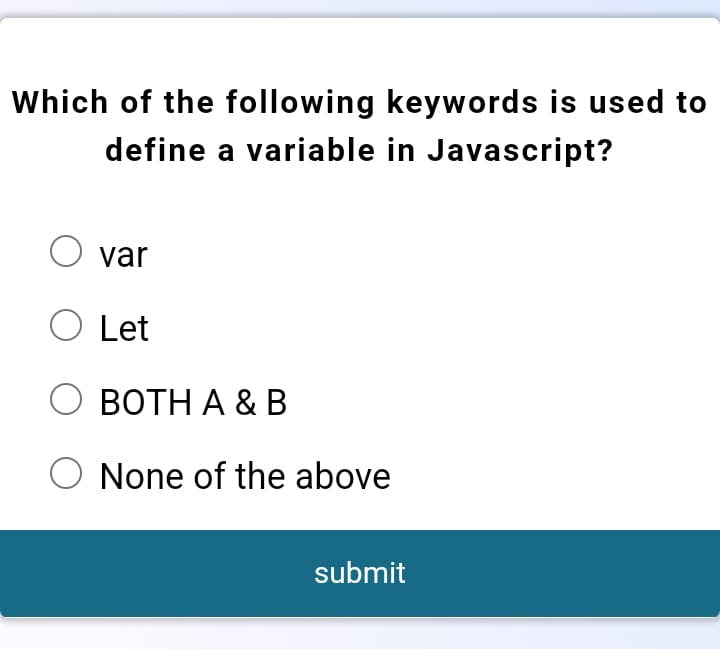 Which of the following keywords is used to
define a variable in Javascript?
var
Let
BOTH A & B
None of the above
submit